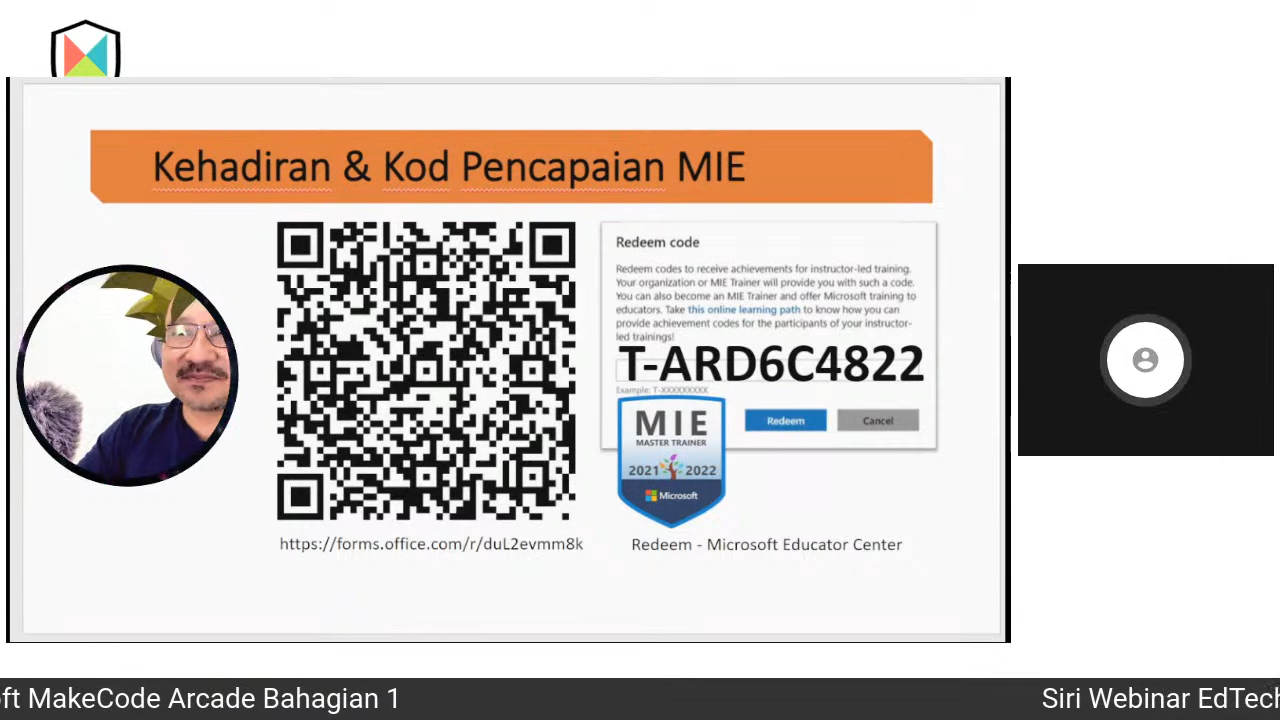 Kehadiran & Kod Pencapaian MIE
Redeem code
Redeem codes to receive achievements for instructor-led training.
Your organization or MIE Trainer will provide you with such a code.
You can also become an MIE Trainer and offer Microsoft training to
educators. Take this online learning path to know how you can
provide achievement codes for the participants of your instructor-
led trainings!
T-ARD6C4822
Example: T-XXXXXXXXX
Redeem
Cancel
MIE
MASTER TRAINER
2021 2022
Microsoft
https://forms.office.com/r/duL2evmm8k
Redeem - Microsoft Educator Center
oft MakeCode Arcade Bahagian 1
Siri Webinar EdTech